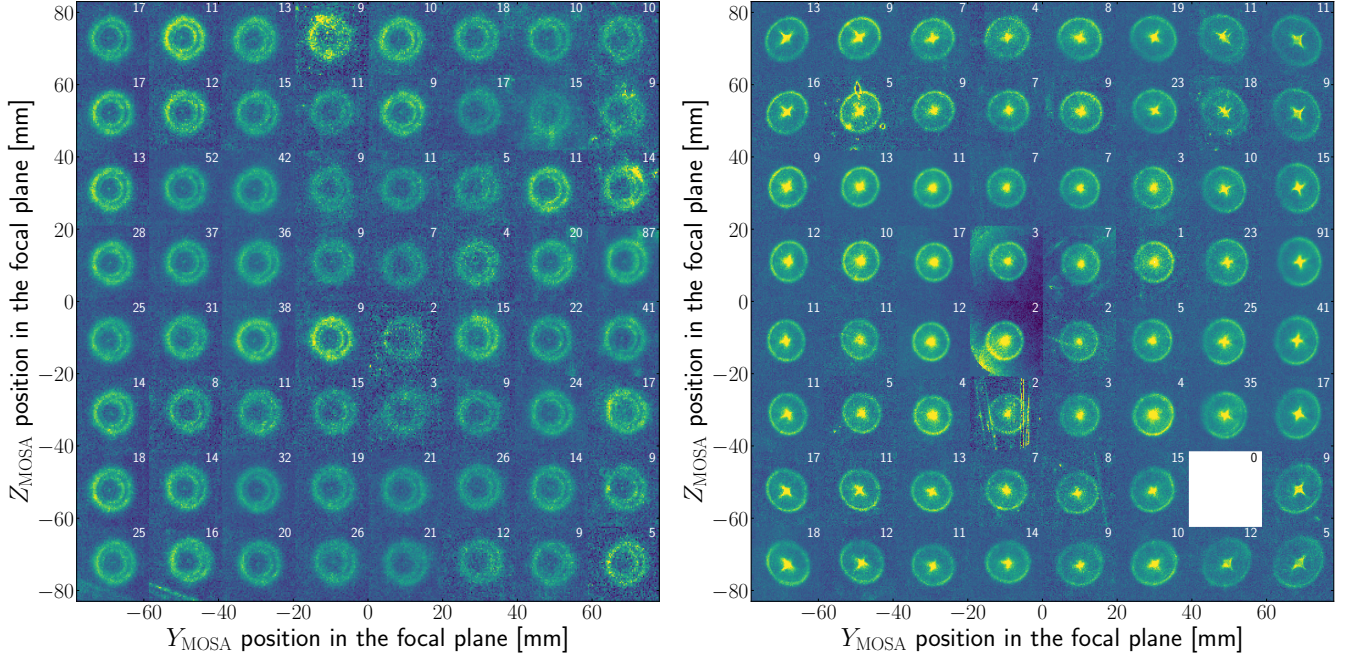 80
60
40
20
0
−20
−40
−60
−80
Z_MOSA position in the focal plane [mm]
17 11 13 9 10 18 10 10
17 12 15 11 9 17 15 9
13 52 42 9 11 5 11 14
28 37 36 9 7 4 20 87
25 31 38 9 2 15 22 41
14 8 11 15 3 9 24 17
18 14 32 19 21 26 14 9
25 16 20 26 21 12 9 5
−60 −40 −20 0 20 40 60
Y_MOSA position in the focal plane [mm]
80
60
40
20
0
−20
−40
−60
−80
Z_MOSA position in the focal plane [mm]
13 9 7 4 8 19 11 11
16 5 9 7 9 23 18 9
9 13 11 7 7 3 10 15
12 10 17 3 7 1 23 91
11 11 12 2 2 5 25 41
11 5 4 2 3 4 35 17
17 11 13 7 8 15 0 9
18 12 11 14 9 10 12 5
−60 −40 −20 0 20 40 60
Y_MOSA position in the focal plane [mm]